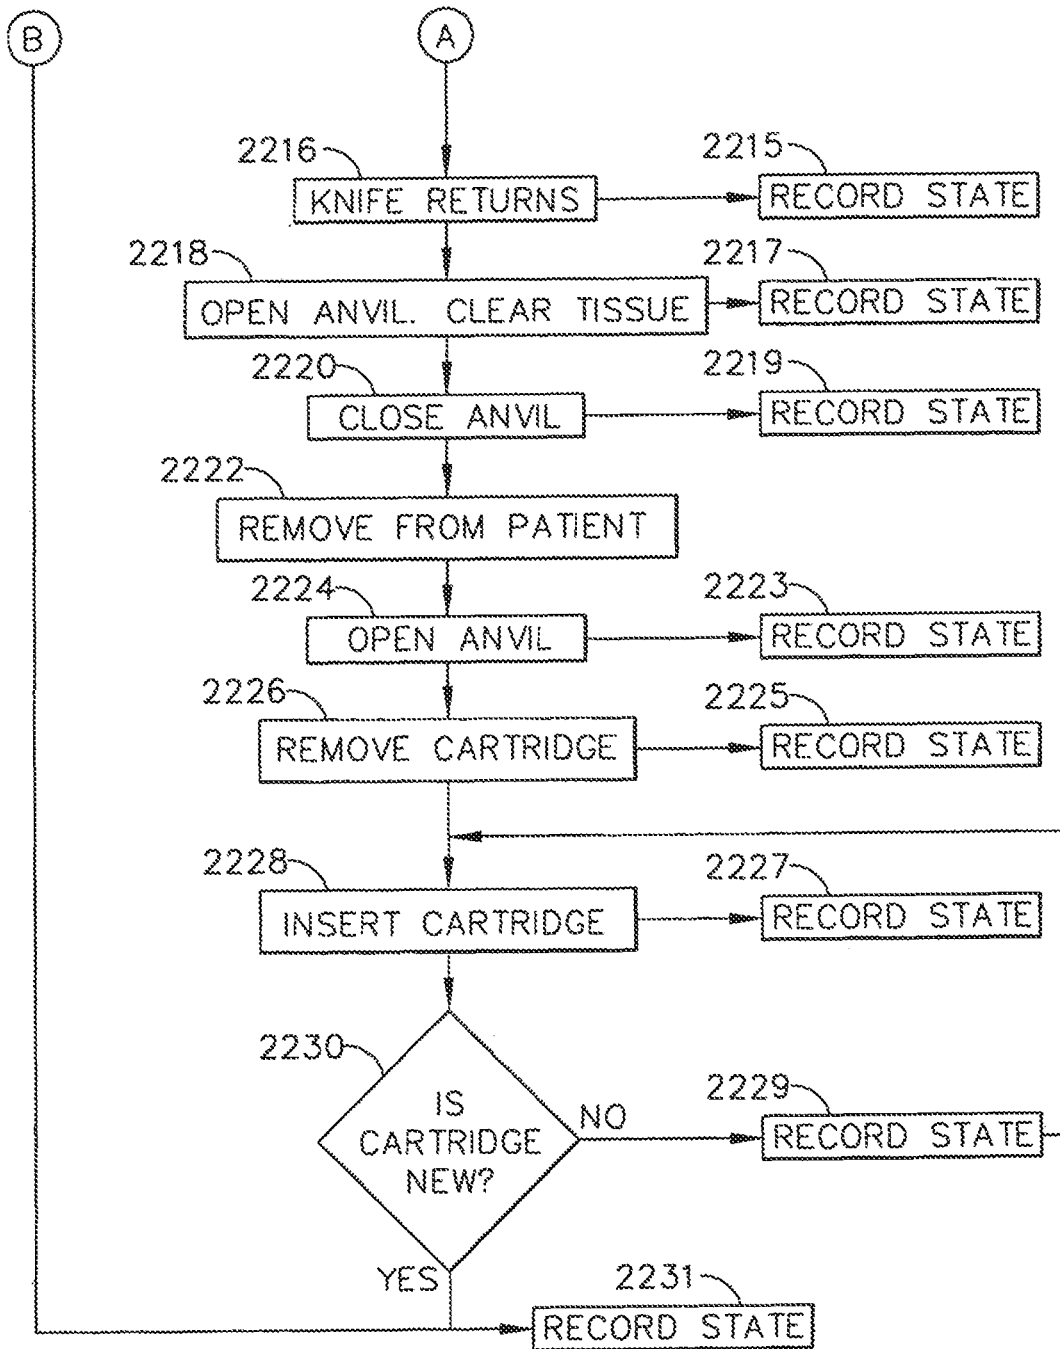 B
A
2216
2215
KNIFE RETURNS
RECORD STATE
2218
2217
OPEN ANVIL. CLEAR TISSUE
RECORD STATE
2220
2219
CLOSE ANVIL
RECORD STATE
2222
REMOVE FROM PATIENT
2224
2223
OPEN ANVIL
RECORD STATE
2226
2225
REMOVE CARTRIDGE
RECORD STATE
2228
2227
INSERT CARTRIDGE
RECORD STATE
2230
2229
IS
CARTRIDGE
NEW?
NO
RECORD STATE
YES
2231
RECORD STATE